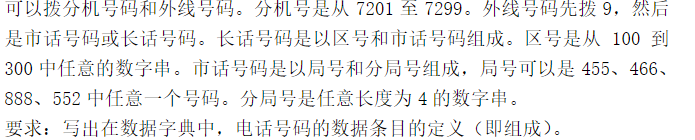 可以拨分机号码和外线号码。分机号是从 7201 至 7299。外线号码先拨 9，然后
是市话号码或长话号码。长话号码是以区号和市话号码组成。区号是从 100 到
300 中任意的数字串。市话号码是以局号和分局号组成，局号可以是 455、466、
888、552 中任意一个号码。分局号是任意长度为 4 的数字串。
要求：写出在数据字典中，电话号码的数据条目的定义（即组成）。